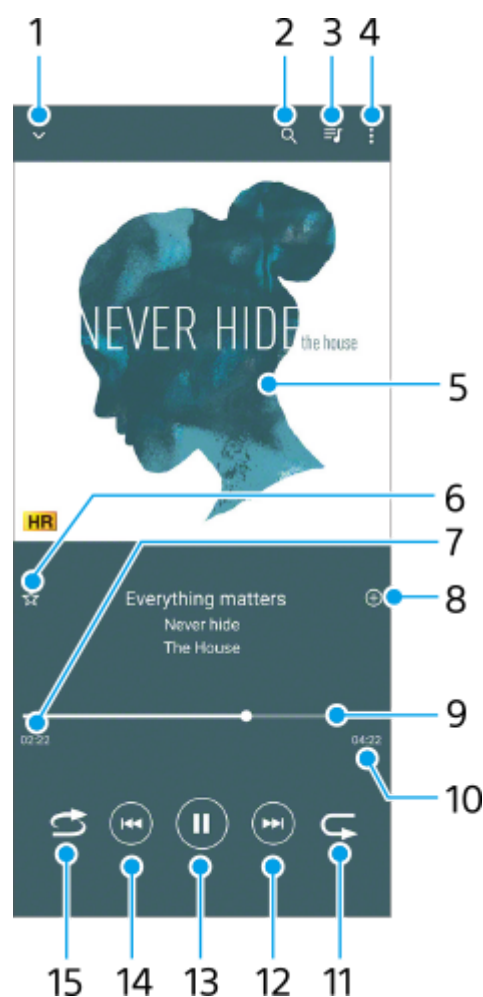 1 2 3 4
NEVER HIDE the house
5
HR
6
7
Everything matters
8
Never hide
The House
9
02:22 04:22
10
15 14 13 12 11